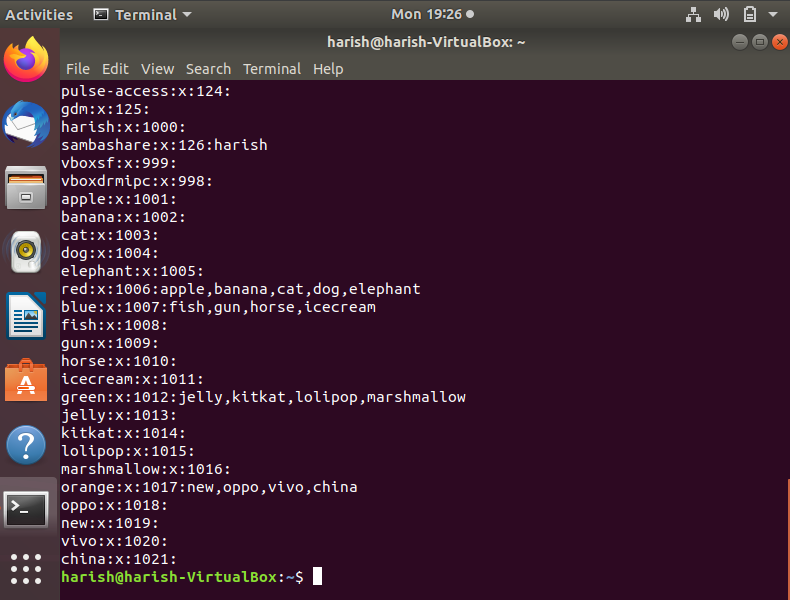 Activities Terminal Mon 19:26
harish@harish-VirtualBox: ~
File Edit View Search Terminal Help
pulse-access:x:124:
gdm:x:125:
harish:x:1000:
sambashare:x:126:harish
vboxsf:x:999:
vboxdrmipc:x:998:
apple:x:1001:
banana:x:1002:
cat:x:1003:
dog:x:1004:
elephant:x:1005:
red:x:1006:apple,banana,cat,dog,elephant
blue:x:1007:fish,gun,horse,icecream
fish:x:1008:
gun:x:1009:
horse:x:1010:
icecream:x:1011:
green:x:1012:jelly,kitkat,lolipop,marshmallow
jelly:x:1013:
kitkat:x:1014:
lolipop:x:1015:
marshmallow:x:1016:
orange:x:1017:new,oppo,vivo,china
oppo:x:1018:
new:x:1019:
vivo:x:1020:
china:x:1021:
harish@harish-VirtualBox:~$